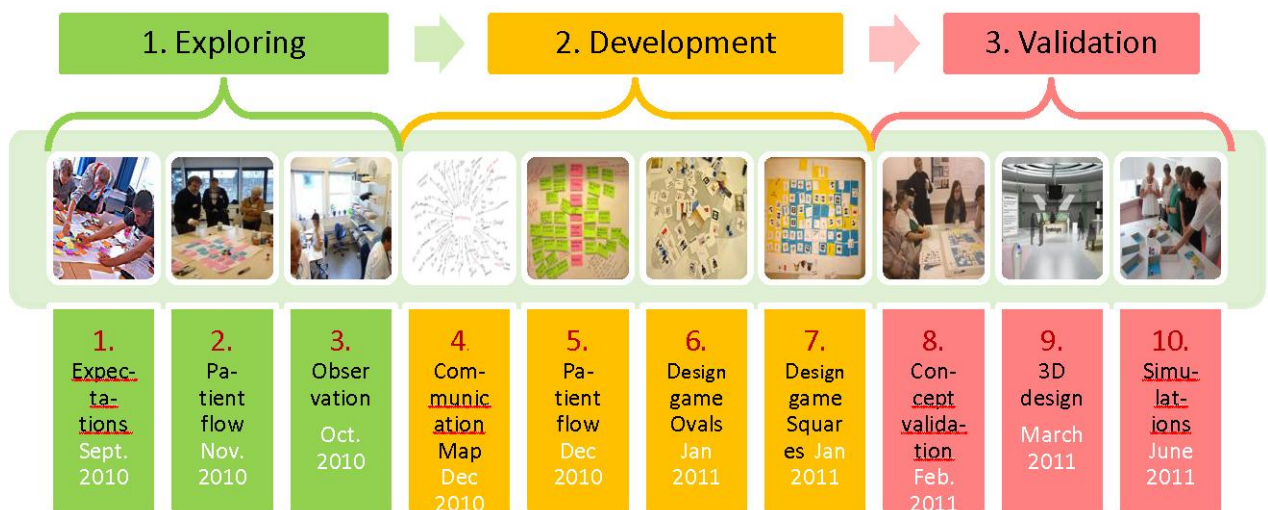 1. Exploring
2. Development
3. Validation
1.
Expec-
ta-
tions
Sept.
2010
2.
Pa-
tient
flow
Nov.
2010
3.
Obser
vation
Oct.
2010
4.
Com-
munic
ation
Map
Dec
2010
5.
Pa-
tient
flow
Dec
2010
6.
Design
game
Ovals
Jan
2011
7.
Design
game
Squar
es Jan
2011
8.
Con-
cept
valida-
tion
Feb.
2011
9.
3D
design
March
2011
10.
Simu-
lat-
ions
June
2011